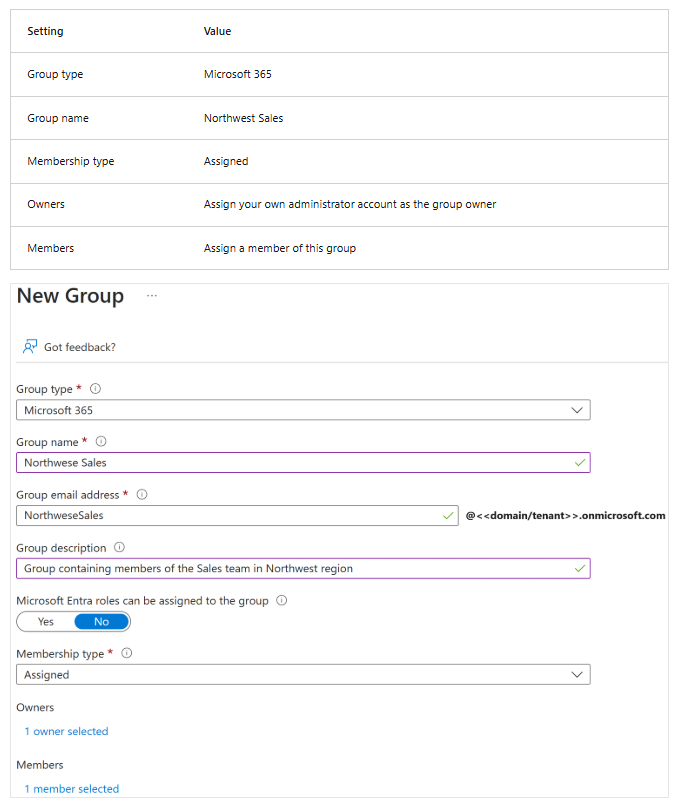 Setting Value
Group type Microsoft 365
Group name Northwest Sales
Membership type Assigned
Owners Assign your own administrator account as the group owner
Members Assign a member of this group
New Group ...
Got feedback?
Group type *
Microsoft 365
Group name *
Northwese Sales
Group email address *
NorthweseSales @<<domain/tenant>>.onmicrosoft.com
Group description
Group containing members of the Sales team in Northwest region
Microsoft Entra roles can be assigned to the group
Yes No
Membership type *
Assigned
Owners
1 owner selected
Members
1 member selected